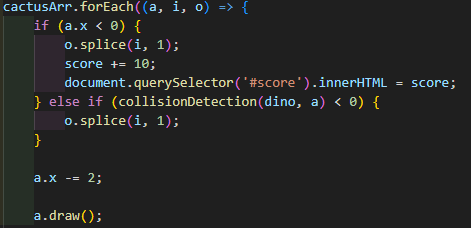 cactusArr.forEach((a, i, o) => {
    if (a.x < 0) {
        o.splice(i, 1);
        score += 10;
        document.querySelector('#score').innerHTML = score;
    } else if (collisionDetection(dino, a) < 0) {
        o.splice(i, 1);
    }

    a.x -= 2;

    a.draw();